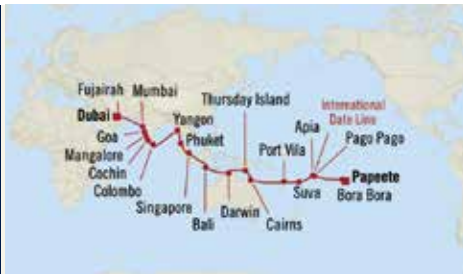 Fujairah
Mumbai
Dubai
Goa
Mangalore
Cochin
Colombo
Yangon
Phuket
Singapore
Bali
Thursday Island
Darwin
Cairns
Port Vila
Suva
Apia
International
Date Line
Pago Pago
Papeete
Bora Bora